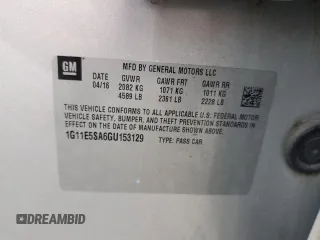 GM
MFD BY GENERAL MOTORS LLC
04/16 GVWR GAWR FRT GAWR RR
2082 KG 1071 KG 1011 KG
4589 LB 2361 LB 2228 LB
THIS VEHICLE CONFORMS TO ALL APPLICABLE U.S. FEDERAL MOTOR
VEHICLE SAFETY, BUMPER, AND THEFT PREVENTION STANDARDS
IN EFFECT ON THE DATE OF MANUFACTURE SHOWN ABOVE.
1G11E5SA6GU153129 TYPE: PASS CAR
DREAMBID